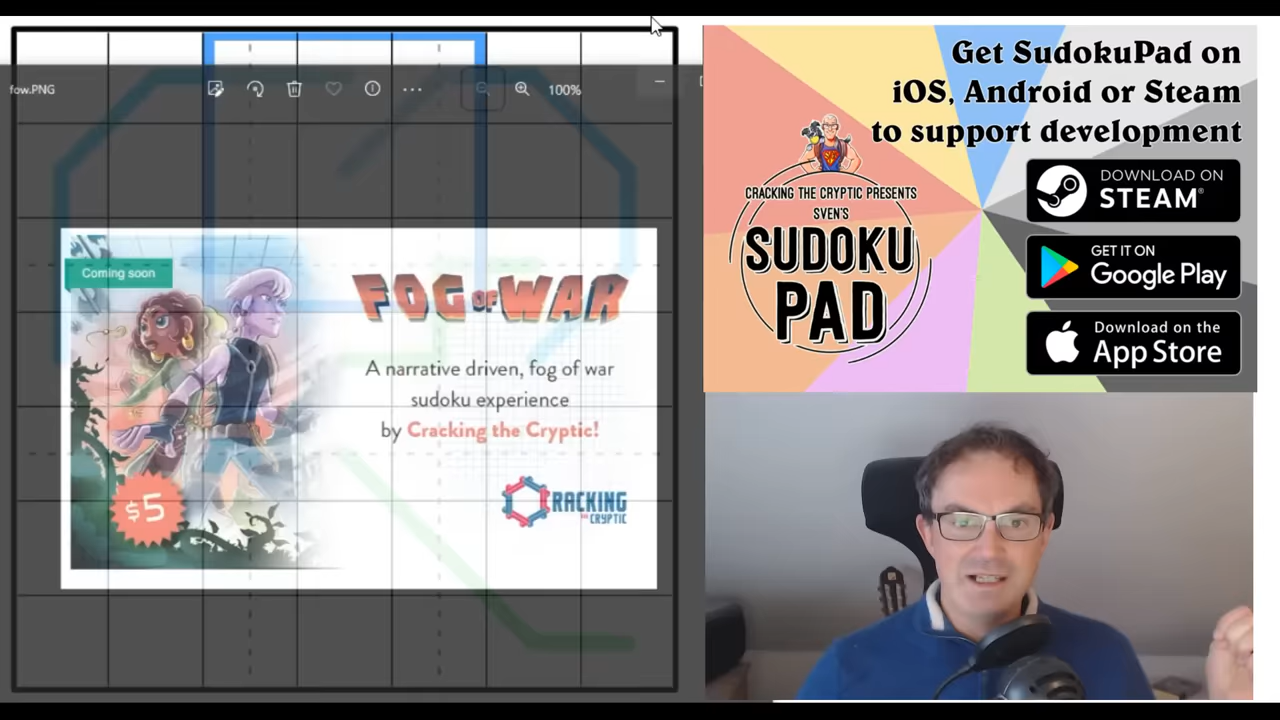 fow.PNG
100%
Coming soon
FOG OF WAR
A narrative driven, fog of war
sudoku experience
by Cracking the Cryptic!
$5
CRACKING
THE
CRYPTIC
Get SudokuPad on
iOS, Android or Steam
to support development
CRACKING THE CRYPTIC PRESENTS
SVEN'S
SUDOKU
PAD
DOWNLOAD ON
STEAM®
GET IT ON
Google Play
Download on the
App Store